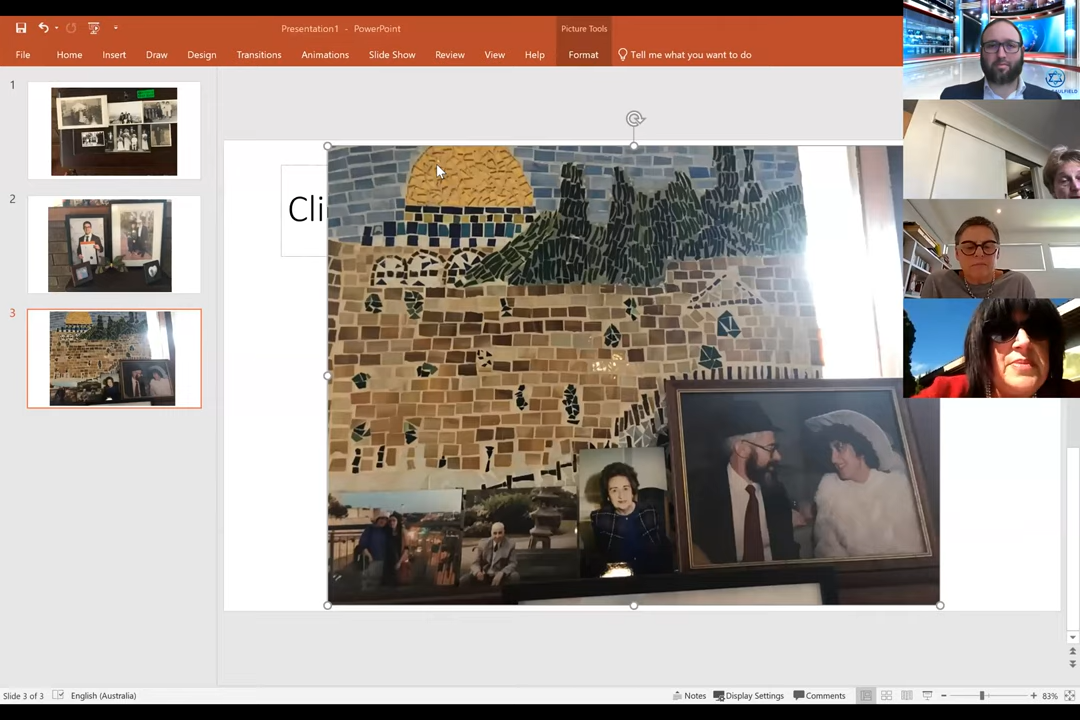 Presentation1 - PowerPoint
Picture Tools
File Home Insert Draw Design Transitions Animations Slide Show Review View Help Format Tell me what you want to do
1
2
3
Cli
AULFIELD
Slide 3 of 3 English (Australia) Notes Display Settings Comments 83%